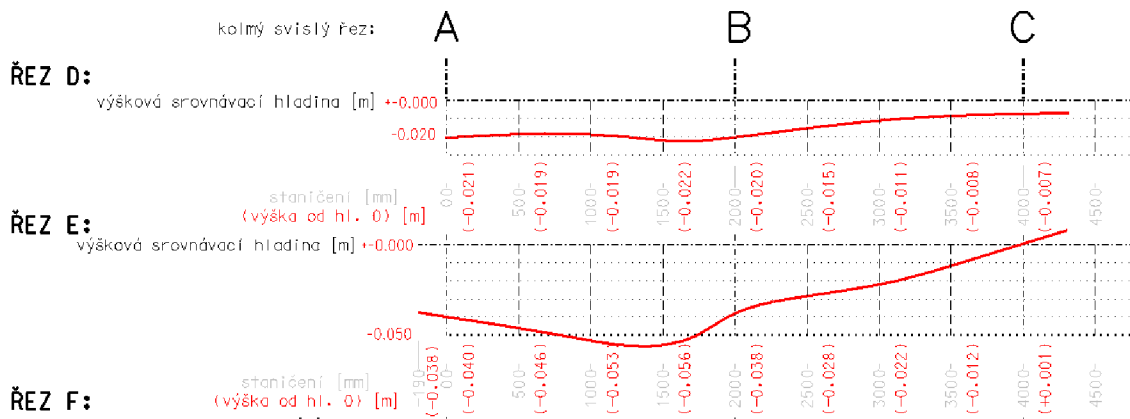 kolmý svislý řez: A B C
ŘEZ D:
výšková srovnávací hladina [m] +-0.000
-0.020
staničení [mm] 00- 500- 1000- 1500- 2000- 2500- 3000- 3500- 4000- 4500-
(výška od hl. 0) [m] (-0.021) (-0.019) (-0.019) (-0.022) (-0.020) (-0.015) (-0.011) (-0.008) (-0.007)
ŘEZ E:
výšková srovnávací hladina [m] +-0.000
-0.050
staničení [mm] -190- 00- 500- 1000- 1500- 2000- 2500- 3000- 3500- 4000- 4500-
(výška od hl. 0) [m] (-0.038) (-0.040) (-0.046) (-0.053) (-0.056) (-0.038) (-0.028) (-0.022) (-0.012) (+0.001)
ŘEZ F: